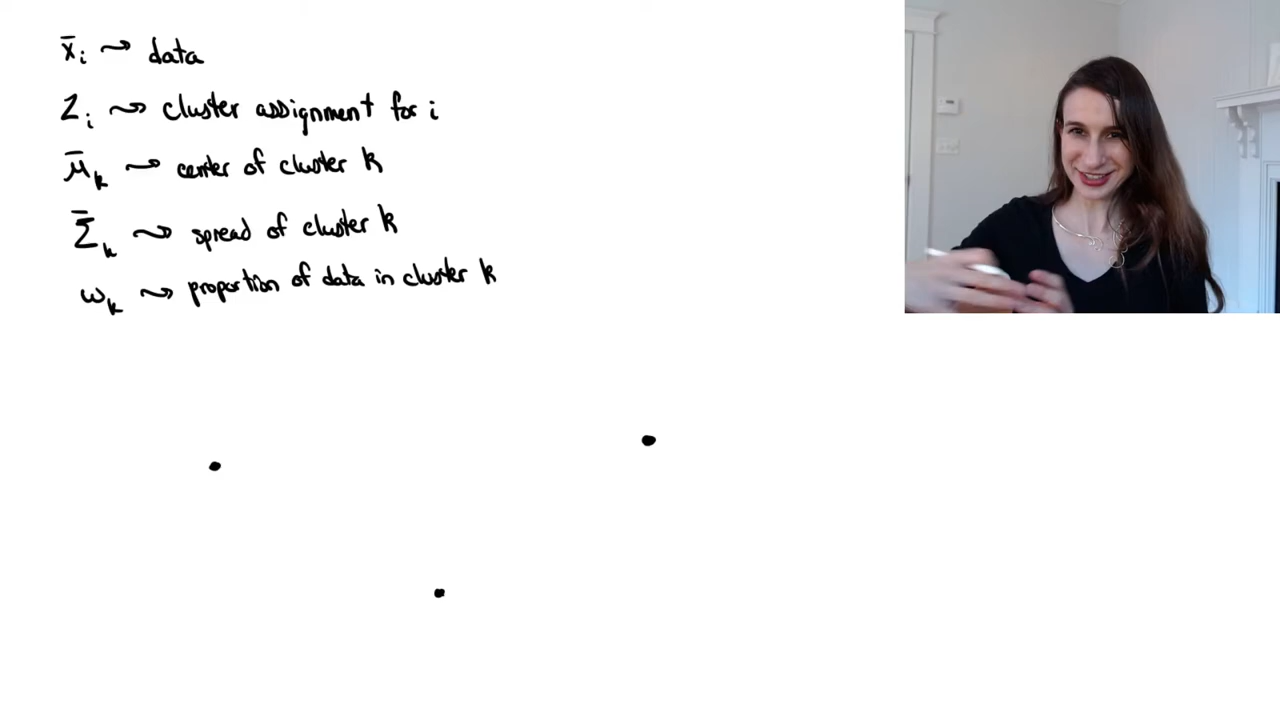 x̄ᵢ ⤳ data
Zᵢ ⤳ cluster assignment for i
μ̄ₖ ⤳ center of cluster k
Σ̄ₖ ⤳ spread of cluster k
ωₖ ⤳ proportion of data in cluster k